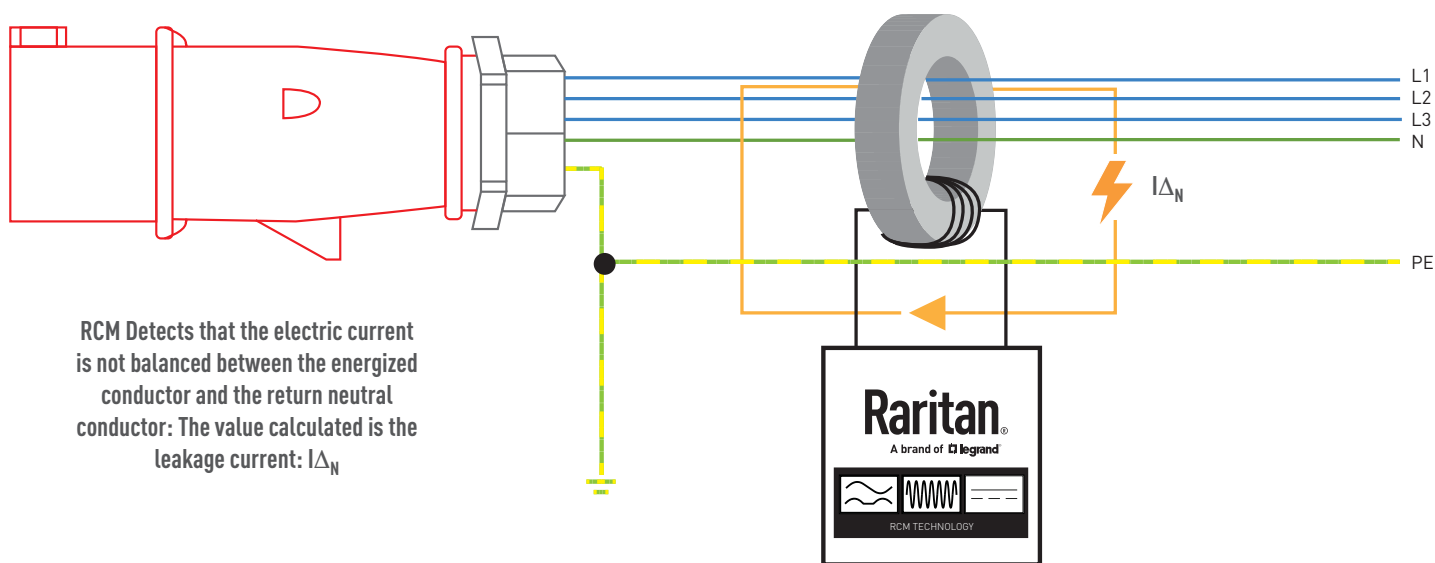 L1
L2
L3
N
IΔN
PE
RCM Detects that the electric current
is not balanced between the energized
conductor and the return neutral
conductor: The value calculated is the
leakage current: IΔN
Raritan®
A brand of legrand®
RCM TECHNOLOGY